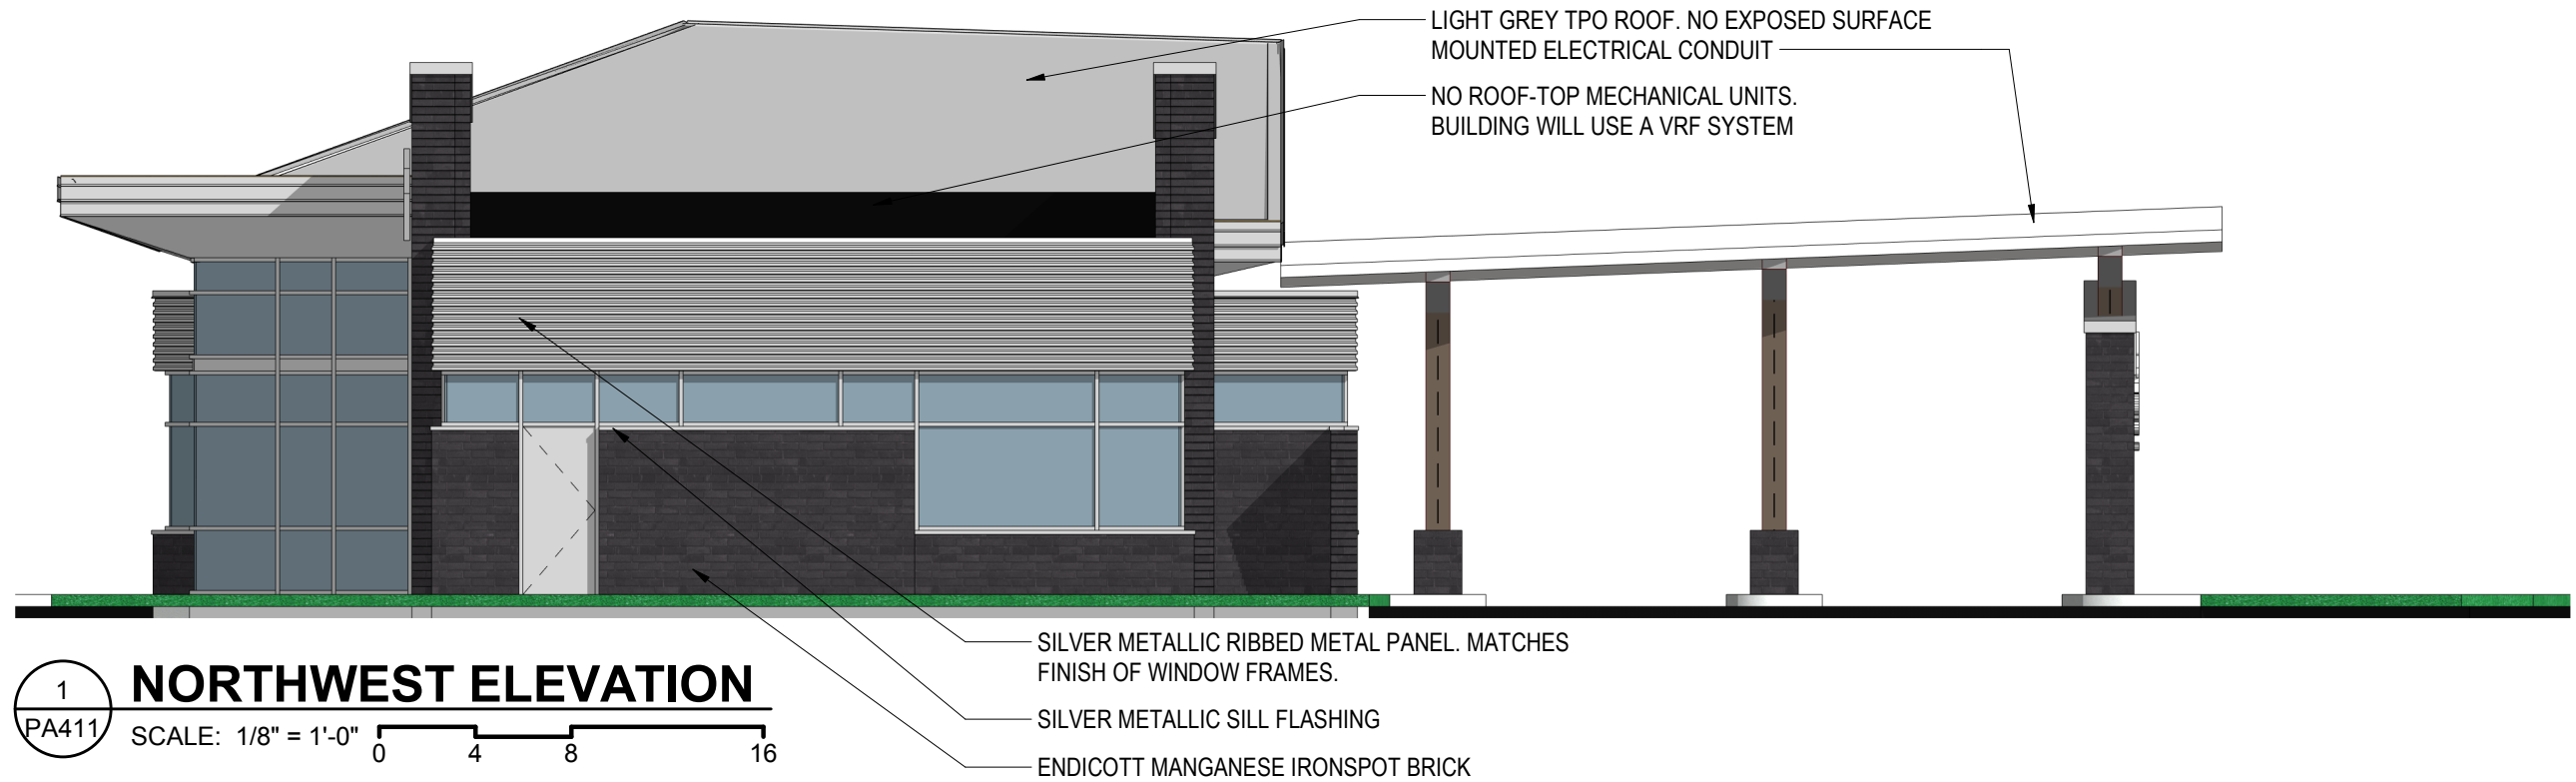 LIGHT GREY TPO ROOF. NO EXPOSED SURFACE
MOUNTED ELECTRICAL CONDUIT
NO ROOF-TOP MECHANICAL UNITS.
BUILDING WILL USE A VRF SYSTEM
SILVER METALLIC RIBBED METAL PANEL. MATCHES
FINISH OF WINDOW FRAMES.
SILVER METALLIC SILL FLASHING
ENDICOTT MANGANESE IRONSPOT BRICK
1
PA411
NORTHWEST ELEVATION
SCALE: 1/8" = 1'-0"
0 4 8 16